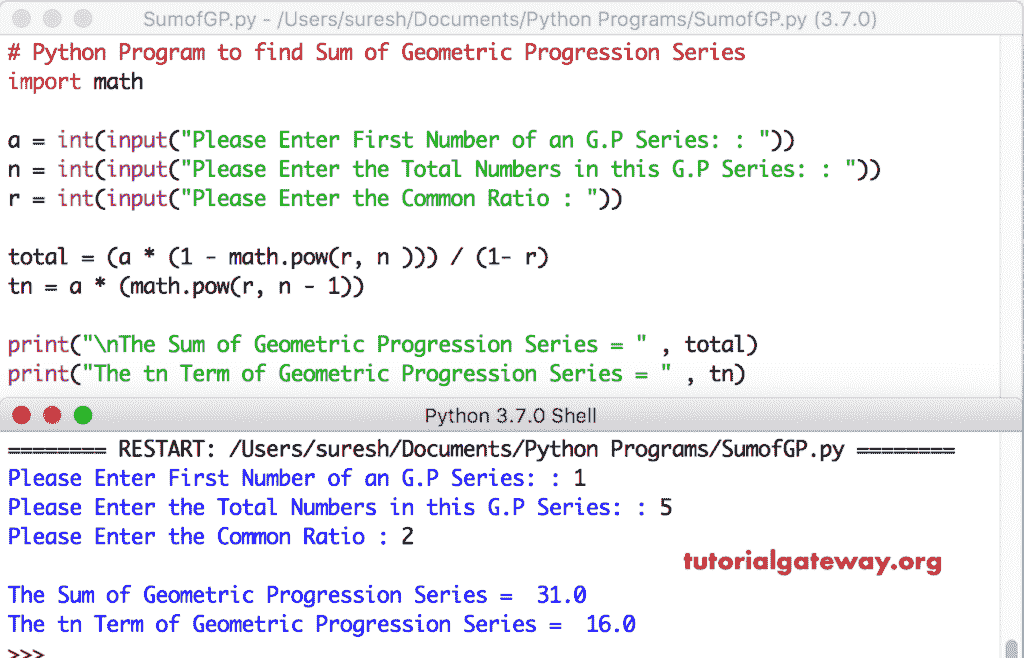 SumofGP.py - /Users/suresh/Documents/Python Programs/SumofGP.py (3.7.0)
# Python Program to find Sum of Geometric Progression Series
import math
a = int(input("Please Enter First Number of an G.P Series: : "))
n = int(input("Please Enter the Total Numbers in this G.P Series: : "))
r = int(input("Please Enter the Common Ratio : "))
total = (a * (1 - math.pow(r, n ))) / (1- r)
tn = a * (math.pow(r, n - 1))
print("\nThe Sum of Geometric Progression Series = " , total)
print("The tn Term of Geometric Progression Series = " , tn)
Python 3.7.0 Shell
======== RESTART: /Users/suresh/Documents/Python Programs/SumofGP.py ========
Please Enter First Number of an G.P Series: : 1
Please Enter the Total Numbers in this G.P Series: : 5
Please Enter the Common Ratio : 2
tutorialgateway.org
The Sum of Geometric Progression Series =  31.0
The tn Term of Geometric Progression Series =  16.0
>>>